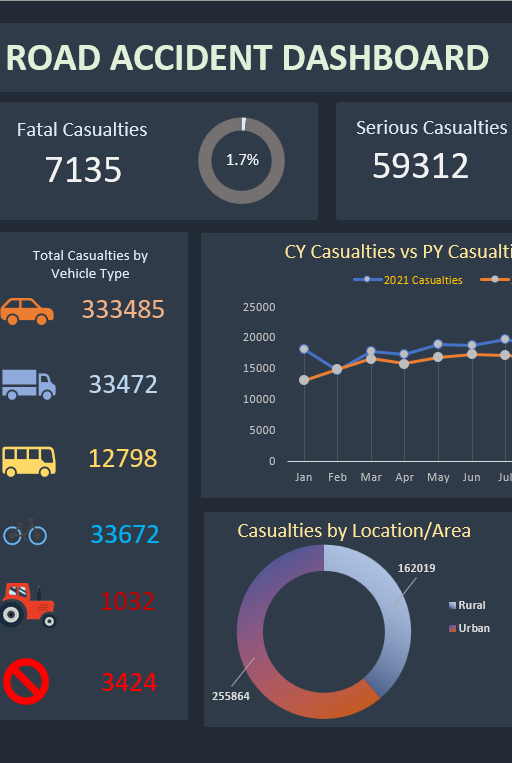 ROAD ACCIDENT DASHBOARD
Fatal Casualties
7135
1.7%
Serious Casualties
59312
Total Casualties by
Vehicle Type
333485
33472
12798
33672
1032
3424
CY Casualties vs PY Casualti
2021 Casualties
25000
20000
15000
10000
5000
0
Jan Feb Mar Apr May Jun Jul
Casualties by Location/Area
162019
Rural
Urban
255864